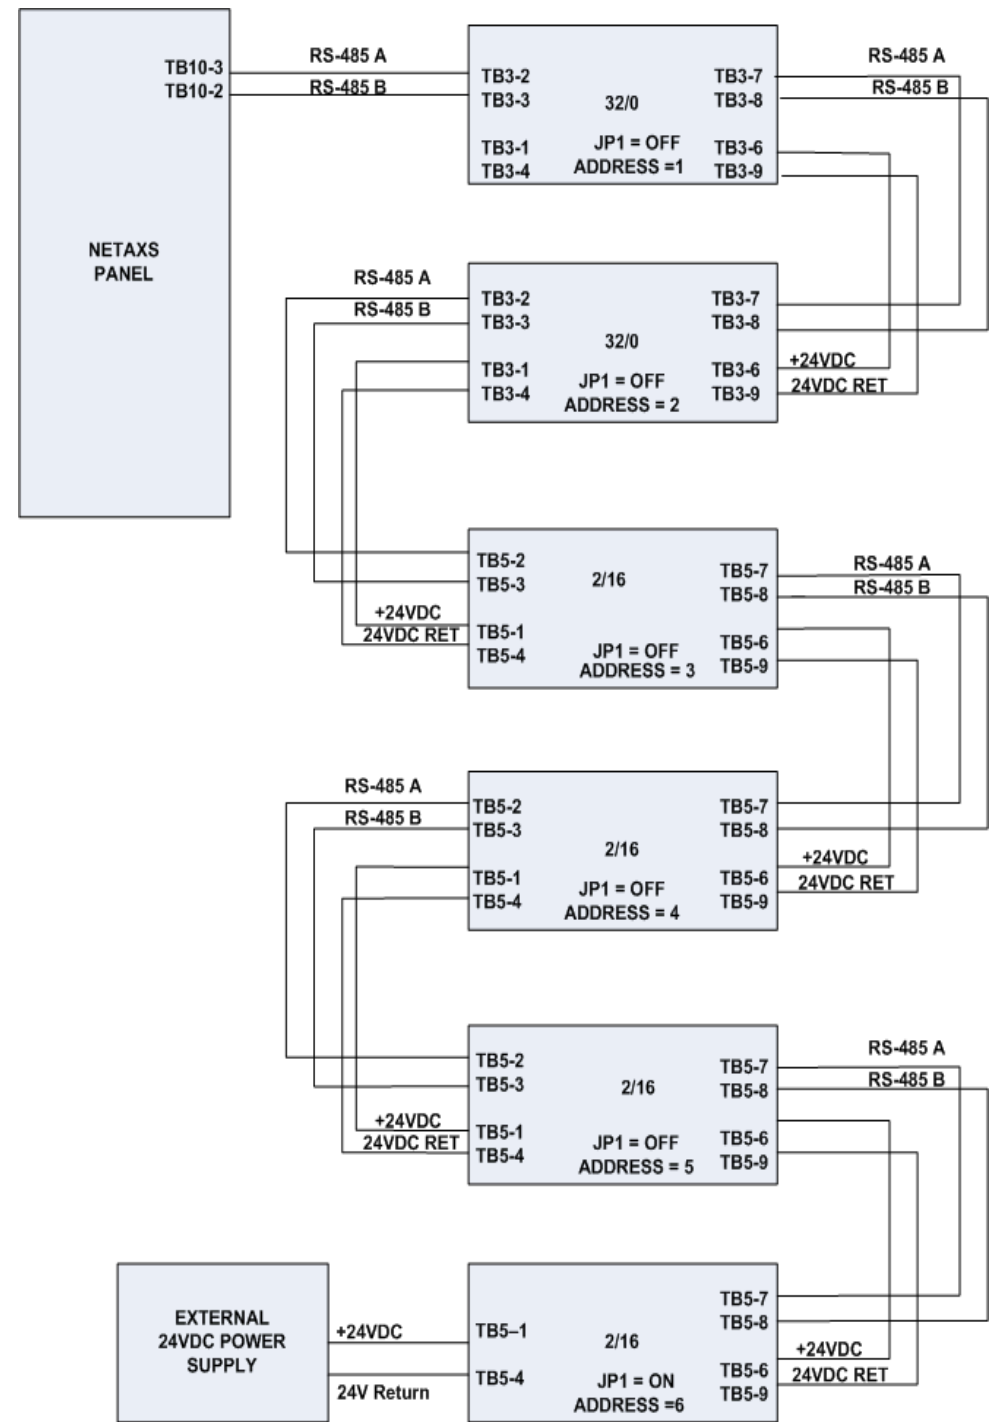 TB10-3
TB10-2
NETAXS
PANEL
RS-485 A
RS-485 B
TB3-2
TB3-3
TB3-1
TB3-4
32/0
JP1 = OFF
ADDRESS =1
TB3-7
TB3-8
TB3-6
TB3-9
RS-485 A
RS-485 B
RS-485 A
RS-485 B
TB3-2
TB3-3
TB3-1
TB3-4
32/0
JP1 = OFF
ADDRESS = 2
TB3-7
TB3-8
TB3-6
TB3-9
+24VDC
24VDC RET
+24VDC
24VDC RET
TB5-2
TB5-3
TB5-1
TB5-4
2/16
JP1 = OFF
ADDRESS = 3
TB5-7
TB5-8
TB5-6
TB5-9
RS-485 A
RS-485 B
RS-485 A
RS-485 B
TB5-2
TB5-3
TB5-1
TB5-4
2/16
JP1 = OFF
ADDRESS = 4
TB5-7
TB5-8
TB5-6
TB5-9
+24VDC
24VDC RET
+24VDC
24VDC RET
TB5-2
TB5-3
TB5-1
TB5-4
2/16
JP1 = OFF
ADDRESS = 5
TB5-7
TB5-8
TB5-6
TB5-9
RS-485 A
RS-485 B
EXTERNAL
24VDC POWER
SUPPLY
+24VDC
24V Return
TB5–1
TB5-4
2/16
JP1 = ON
ADDRESS =6
TB5-7
TB5-8
TB5-6
TB5-9
+24VDC
24VDC RET